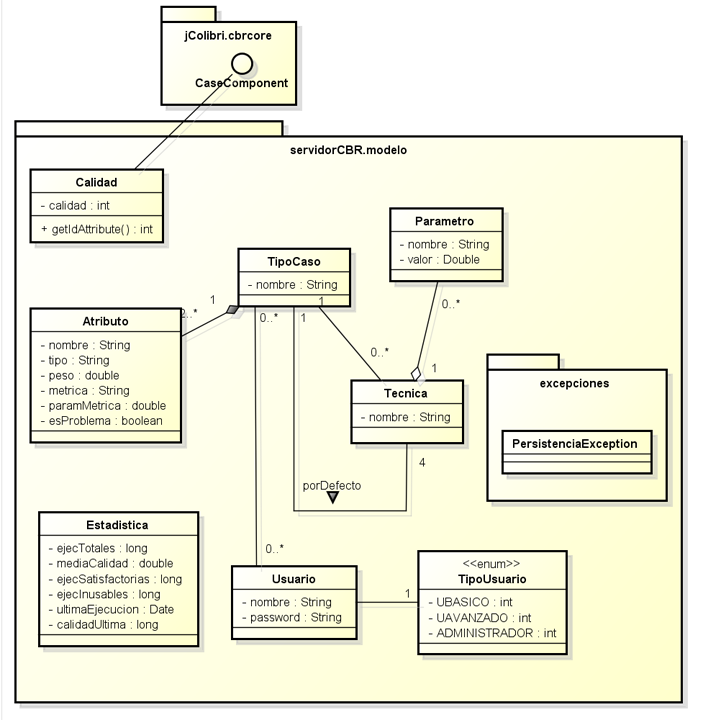 jColibri.cbrcore
CaseComponent
servidorCBR.modelo
Calidad
- calidad : int
+ getIdAttribute() : int
Parametro
- nombre : String
- valor : Double
TipoCaso
- nombre : String
1
2..*
0..*
1
1
0..*
0..*
1
Atributo
- nombre : String
- tipo : String
- peso : double
- metrica : String
- paramMetrica : double
- esProblema : boolean
Tecnica
- nombre : String
4
porDefecto
excepciones
PersistenciaException
Estadistica
- ejecTotales : long
- mediaCalidad : double
- ejecSatisfactorias : long
- ejecInusables : long
- ultimaEjecucion : Date
- calidadUltima : long
0..*
Usuario
- nombre : String
- password : String
1
<<enum>>
TipoUsuario
- UBASICO : int
- UAVANZADO : int
- ADMINISTRADOR : int